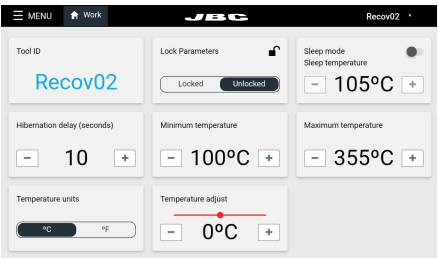 MENU Work JBC Recov02
Tool ID
Recov02
Lock Parameters
Locked Unlocked
Sleep mode
Sleep temperature
− 105ºC +
Hibernation delay (seconds)
− 10 +
Minimum temperature
− 100ºC +
Maximum temperature
− 355ºC +
Temperature units
ºC ºF
Temperature adjust
− 0ºC +